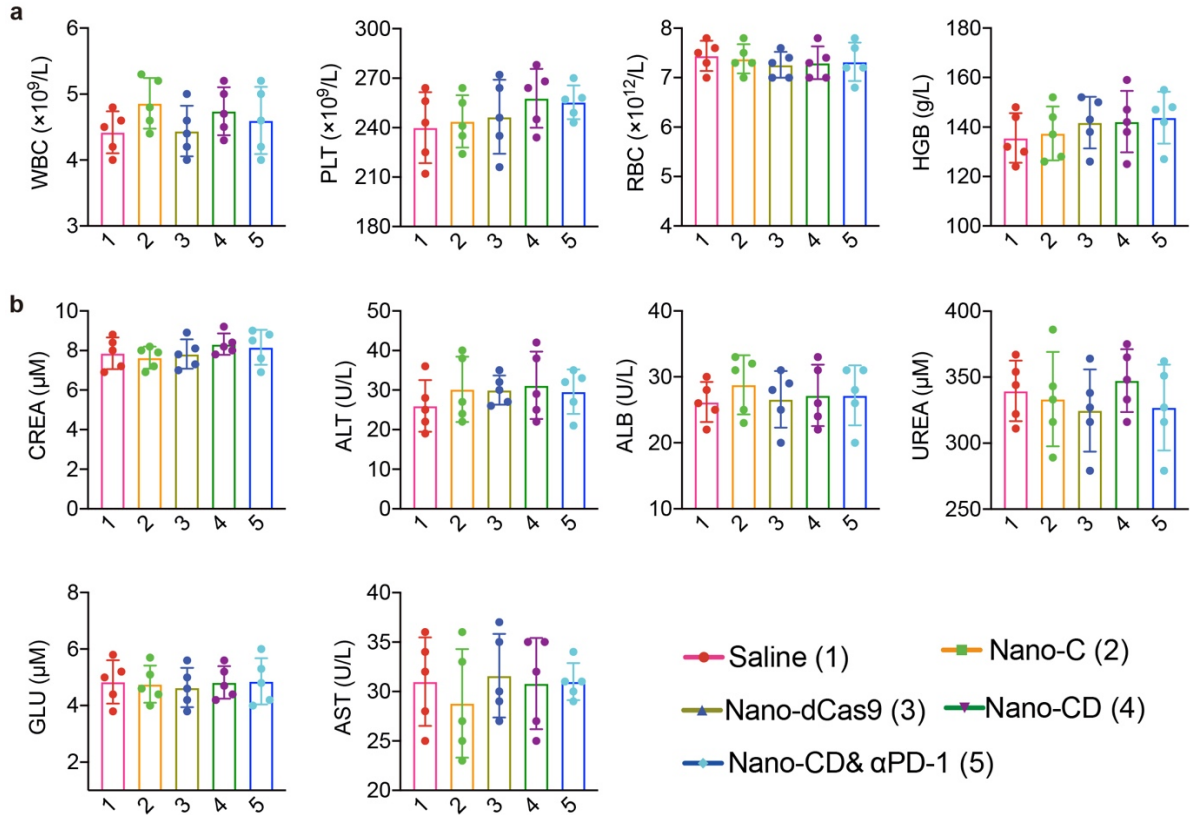 a
WBC (×10⁹/L)
6
5
4
3
1 2 3 4 5
PLT (×10⁹/L)
300
270
240
210
180
1 2 3 4 5
RBC (×10¹²/L)
8
7
6
5
4
1 2 3 4 5
HGB (g/L)
180
160
140
120
100
1 2 3 4 5
b
CREA (μM)
10
8
6
4
2
0
1 2 3 4 5
ALT (U/L)
50
40
30
20
10
0
1 2 3 4 5
ALB (U/L)
40
30
20
10
1 2 3 4 5
UREA (μM)
400
350
300
250
1 2 3 4 5
GLU (μM)
8
6
4
2
1 2 3 4 5
AST (U/L)
40
35
30
25
20
1 2 3 4 5
Saline (1)
Nano-C (2)
Nano-dCas9 (3)
Nano-CD (4)
Nano-CD& αPD-1 (5)